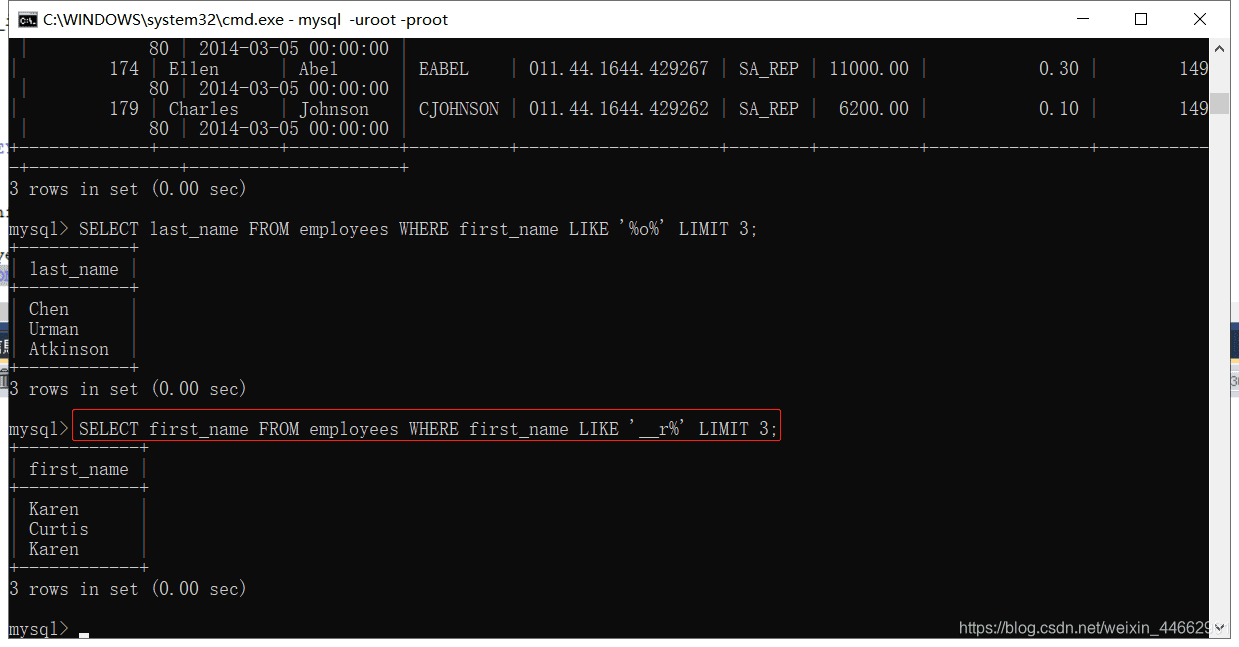 C:\WINDOWS\system32\cmd.exe - mysql -uroot -proot
| 80 | 2014-03-05 00:00:00 |
| 174 | Ellen | Abel | EABEL | 011.44.1644.429267 | SA_REP | 11000.00 | 0.30 | 149
| 80 | 2014-03-05 00:00:00 |
| 179 | Charles | Johnson | CJOHNSON | 011.44.1644.429262 | SA_REP | 6200.00 | 0.10 | 149
| 80 | 2014-03-05 00:00:00 |
+-------------+------------+-----------+----------+--------------------+--------+----------+----------------+-----------
-+---------------+---------------------+
3 rows in set (0.00 sec)
mysql> SELECT last_name FROM employees WHERE first_name LIKE '%o%' LIMIT 3;
+-----------+
| last_name |
+-----------+
| Chen |
| Urman |
| Atkinson |
+-----------+
3 rows in set (0.00 sec)
mysql> SELECT first_name FROM employees WHERE first_name LIKE '__r%' LIMIT 3;
+------------+
| first_name |
+------------+
| Karen |
| Curtis |
| Karen |
+------------+
3 rows in set (0.00 sec)
mysql>
https://blog.csdn.net/weixin_446629